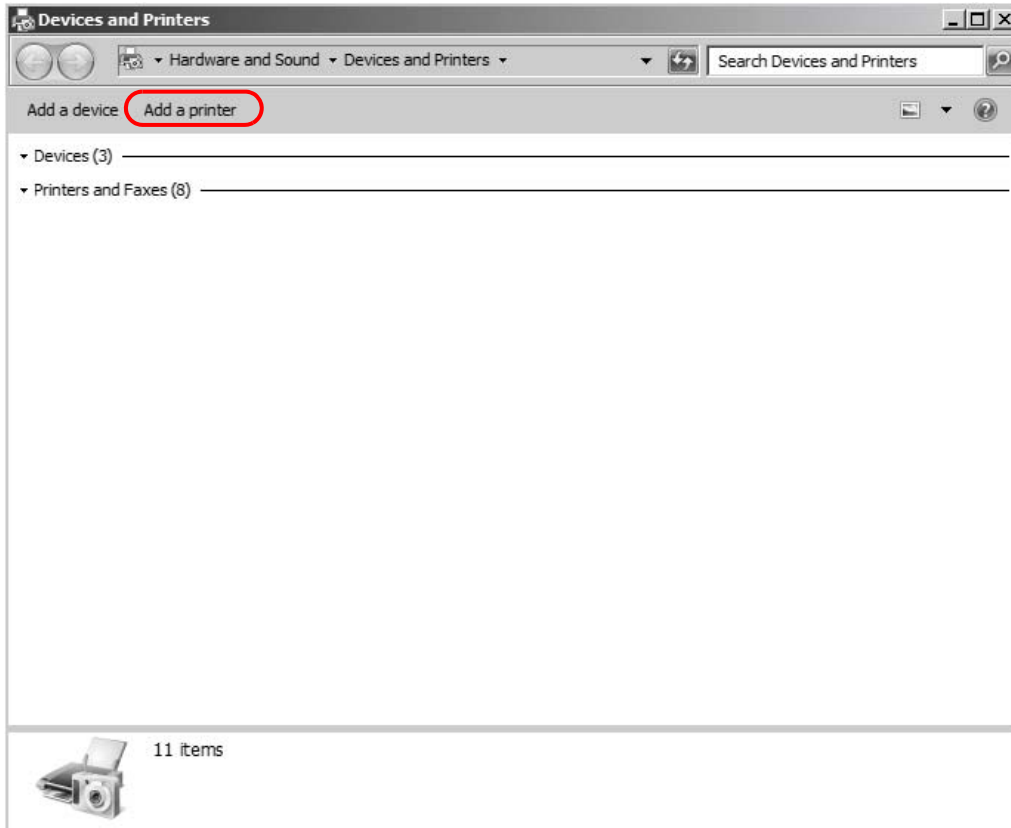 Devices and Printers
Hardware and Sound Devices and Printers Search Devices and Printers
Add a device Add a printer
Devices (3)
Printers and Faxes (8)
11 items